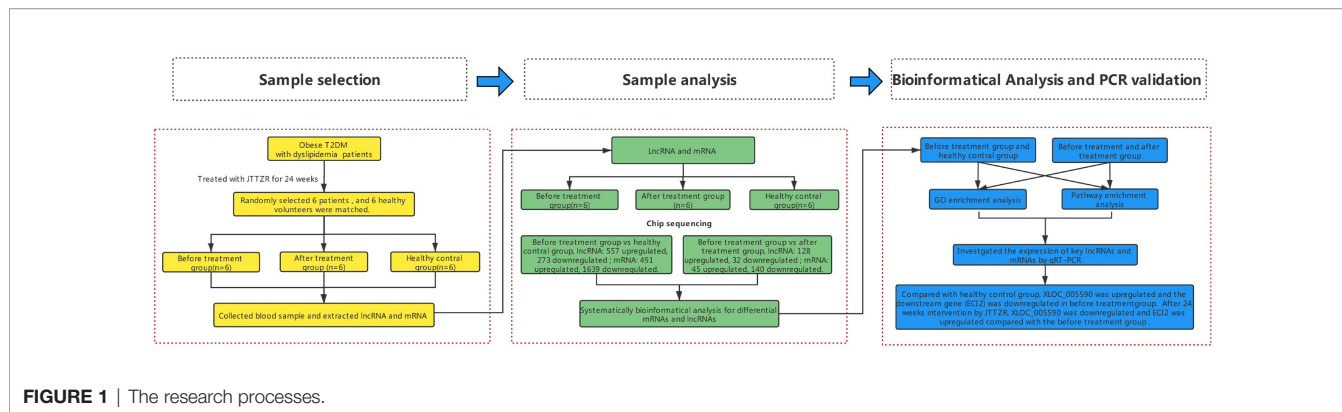 Sample selection
Sample analysis
Bioinformatical Analysis and PCR validation
Obese T2DM
with dyslipidemia patients
Treated with JTTZR for 24 weeks
Randomly selected 6 patients , and 6 healthy
volunteers were matched.
Before treatment
group(n=6)
After treatment
group (n=6)
Healthy contral
group(n=6)
Collected blood sample and extracted lncRNA and mRNA
LncRNA and mRNA
Before treatment
group(n=6)
After treatment group
(n=6)
Healthy contral
group(n=6)
Chip sequencing
Before treatment group vs healthy
control group, lncRNA: 557 upregulated,
273 downregulated ; mRNA: 491
upregulated, 1639 downregulated.
Before treatment group vs after
treatment group, lncRNA: 128
upregulated, 32 downregulated ; mRNA:
45 upregulated, 140 downregulated.
Systematically bioinformatical analysis for differential
mRNAs and lncRNAs
Before treatment group and
healthy control group
Before treatment and after
treatment group
GO enrichment analysis
Pathway enrichment
analysis
Investgated the expression of key lncRNAs and
mRNAs by qRT-PCR
Compared with healthy control group, XLOC_005590 was upregulated and the
downstream gene (ECI2) was downregulated in before treatmentgroup. After 24
weeks intervention by JTTZR, XLOC_005590 was downregulated and ECI2 was
upregulated compared with the before treatment group .
FIGURE 1 | The research processes.